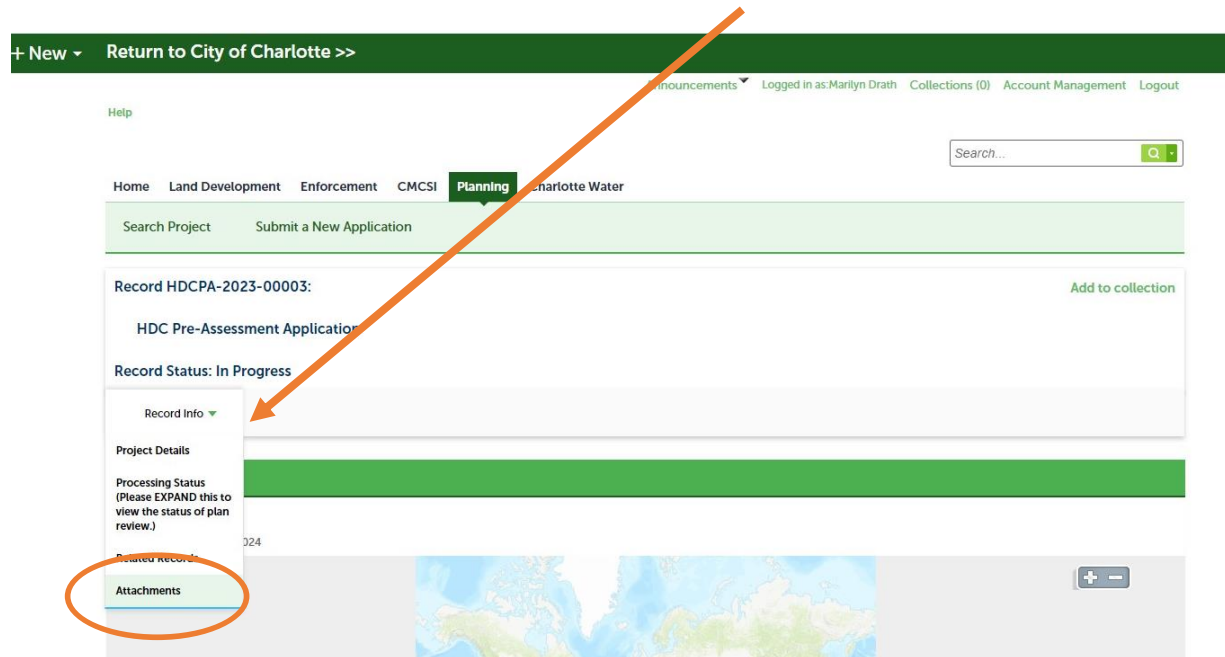 + New
Return to City of Charlotte >>
Announcements Logged in as:Marilyn Drath Collections (0) Account Management Logout
Help
Search...
Home Land Development Enforcement CMCSI Planning Charlotte Water
Search Project Submit a New Application
Record HDCPA-2023-00003:
Add to collection
HDC Pre-Assessment Application
Record Status: In Progress
Record Info
Project Details
Processing Status
(Please EXPAND this to
view the status of plan
review.)
024
Related Records
Attachments
+ −